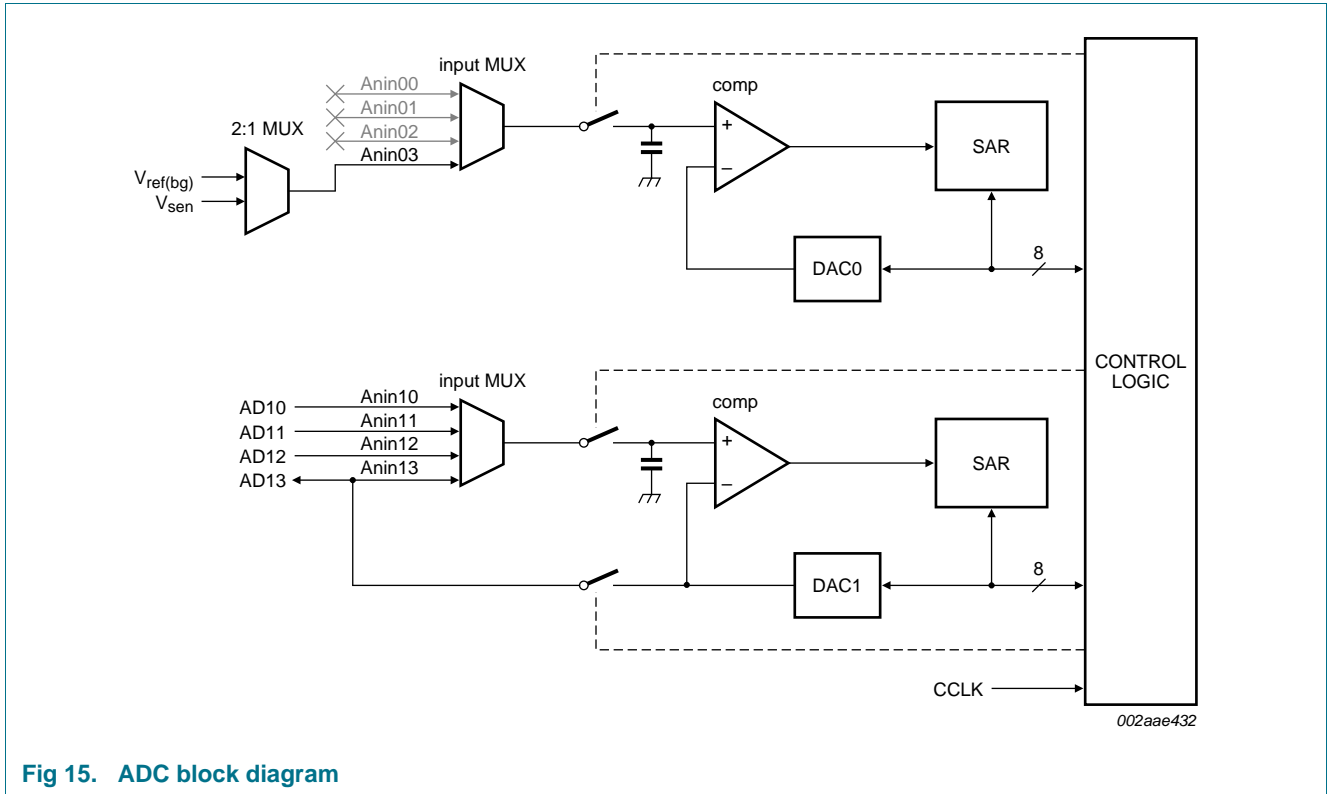 input MUX
Anin00
Anin01
Anin02
Anin03
2:1 MUX
Vref(bg)
Vsen
comp
+
−
SAR
DAC0
8
CONTROL
LOGIC
input MUX
AD10
Anin10
AD11
Anin11
AD12
Anin12
AD13
Anin13
comp
+
−
SAR
DAC1
8
CCLK
002aae432
Fig 15. ADC block diagram